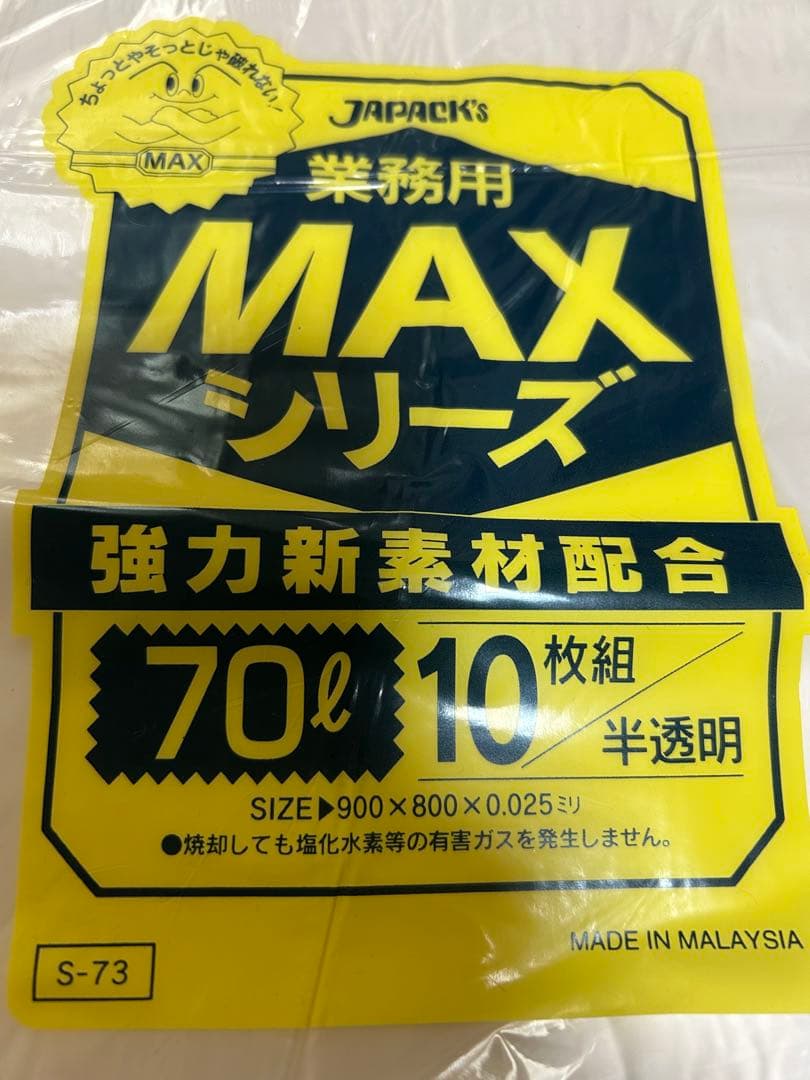 ちょっとやそっとじゃ破れない!
MAX
JAPACK's
業務用
MAX
シリーズ
強力新素材配合
70ℓ
10枚組/半透明
SIZE▶900×800×0.025ミリ
●焼却しても塩化水素等の有害ガスを発生しません。
MADE IN MALAYSIA
S-73